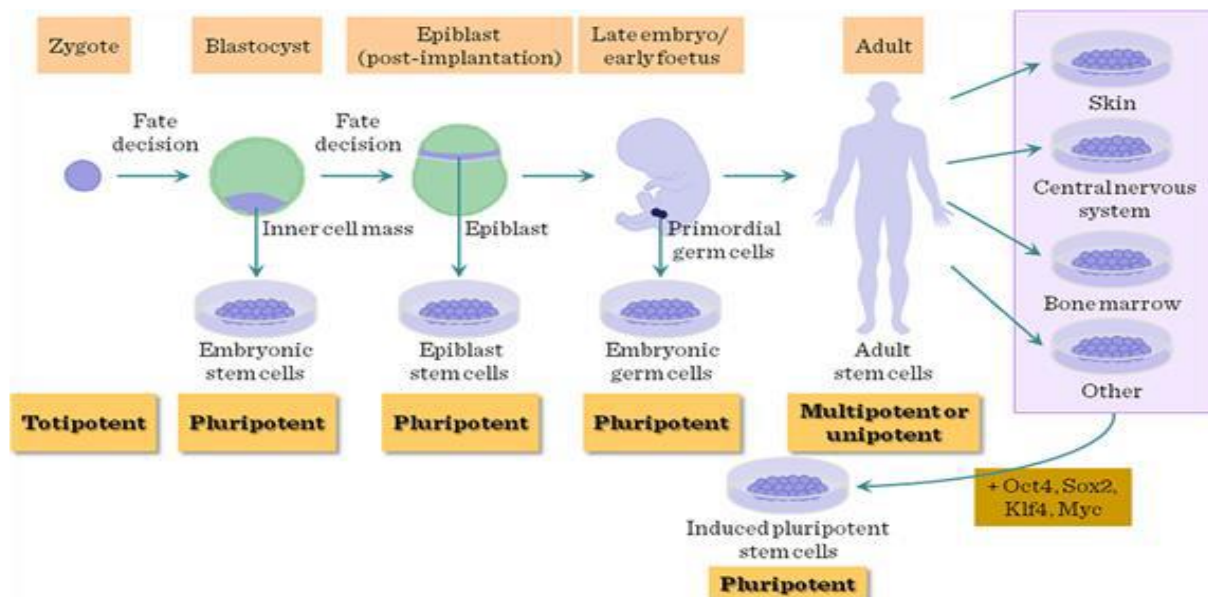 Zygote
Blastocyst
Epiblast
(post-implantation)
Late embryo/
early foetus
Adult
Fate
decision
Fate
decision
Inner cell mass
Epiblast
Primordial
germ cells
Embryonic
stem cells
Epiblast
stem cells
Embryonic
germ cells
Adult
stem cells
Skin
Central nervous
system
Bone marrow
Other
Totipotent
Pluripotent
Pluripotent
Pluripotent
Multipotent or
unipotent
+ Oct4, Sox2,
Klf4, Myc
Induced pluripotent
stem cells
Pluripotent